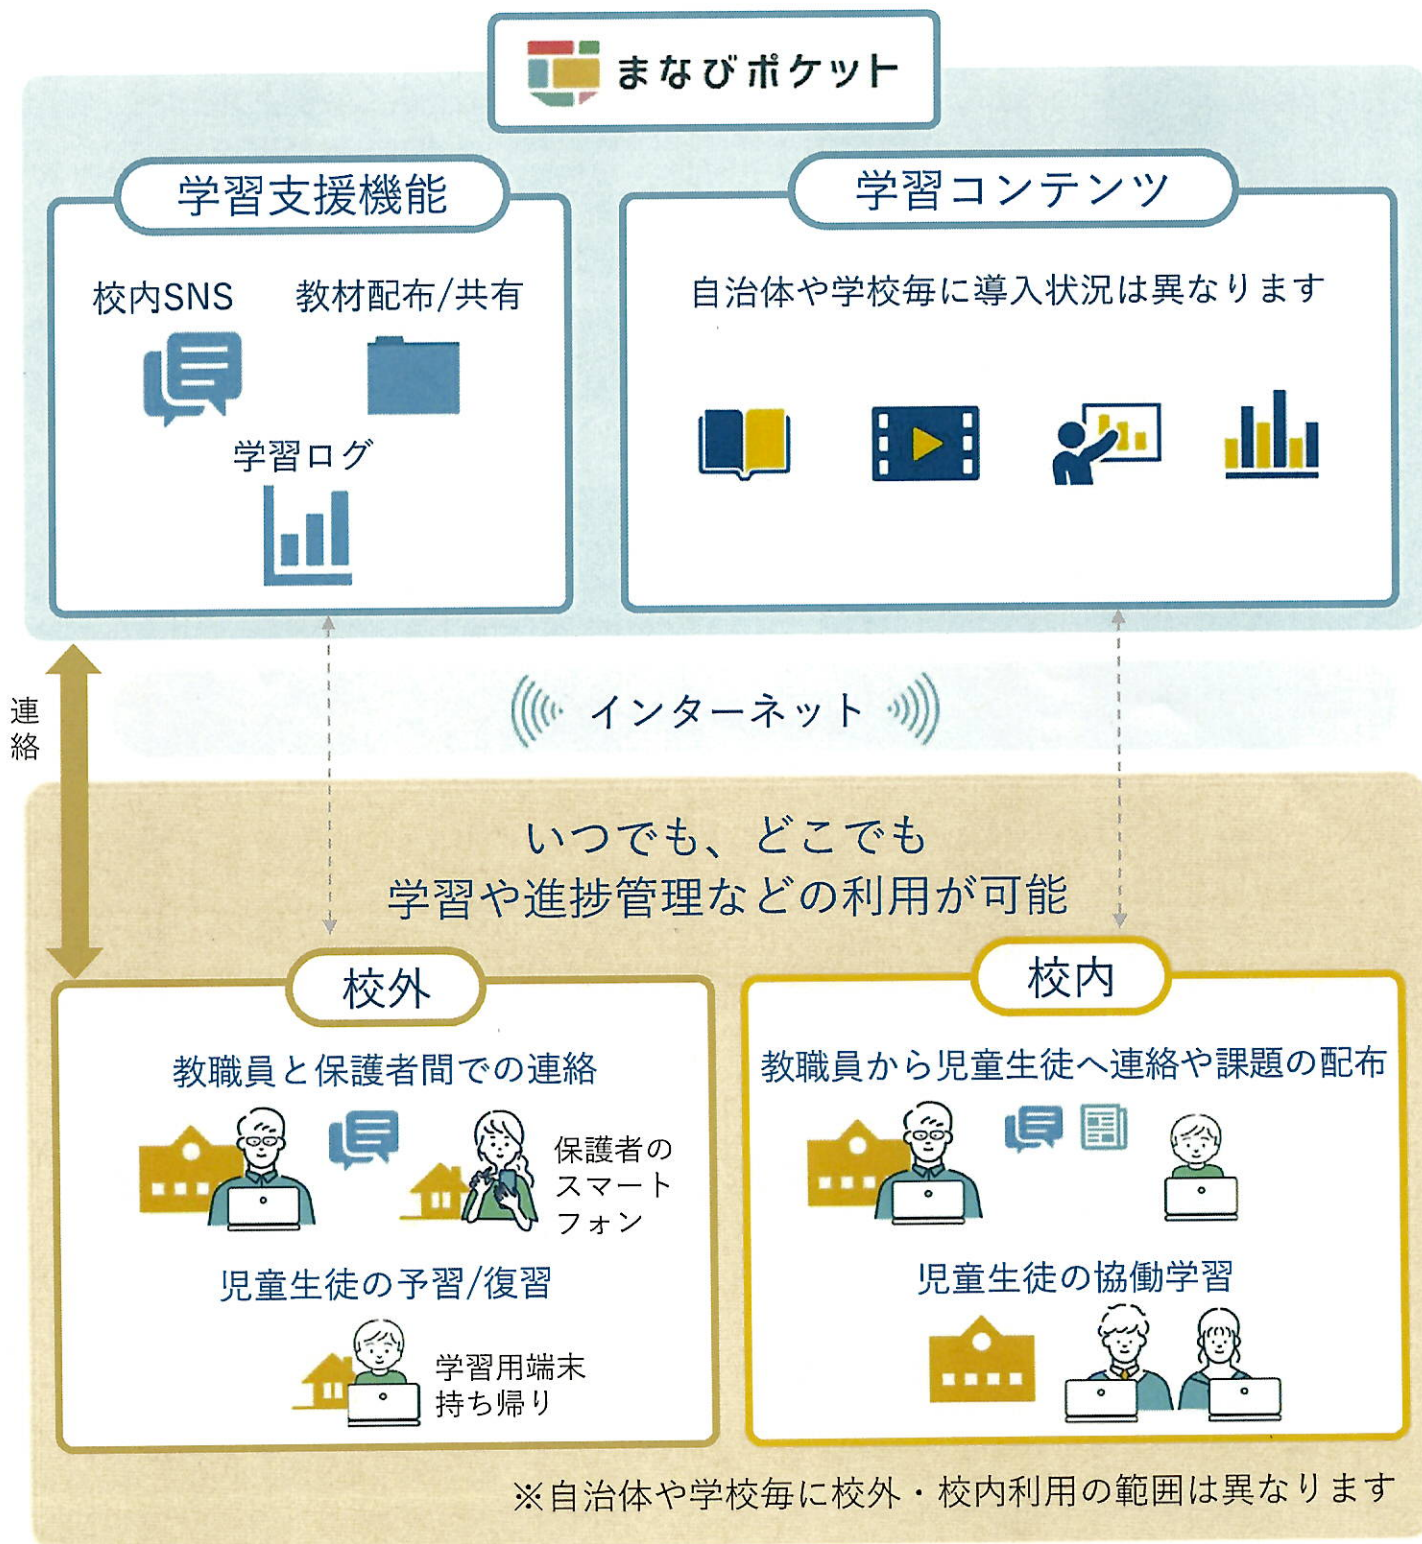 まなびポケット
学習支援機能
学習コンテンツ
校内SNS
教材配布/共有
学習ログ
自治体や学校毎に導入状況は異なります
連絡
インターネット
いつでも、どこでも
学習や進捗管理などの利用が可能
校外
教職員と保護者間での連絡
保護者の
スマート
フォン
児童生徒の予習/復習
学習用端末
持ち帰り
校内
教職員から児童生徒へ連絡や課題の配布
児童生徒の協働学習
※自治体や学校毎に校外・校内利用の範囲は異なります